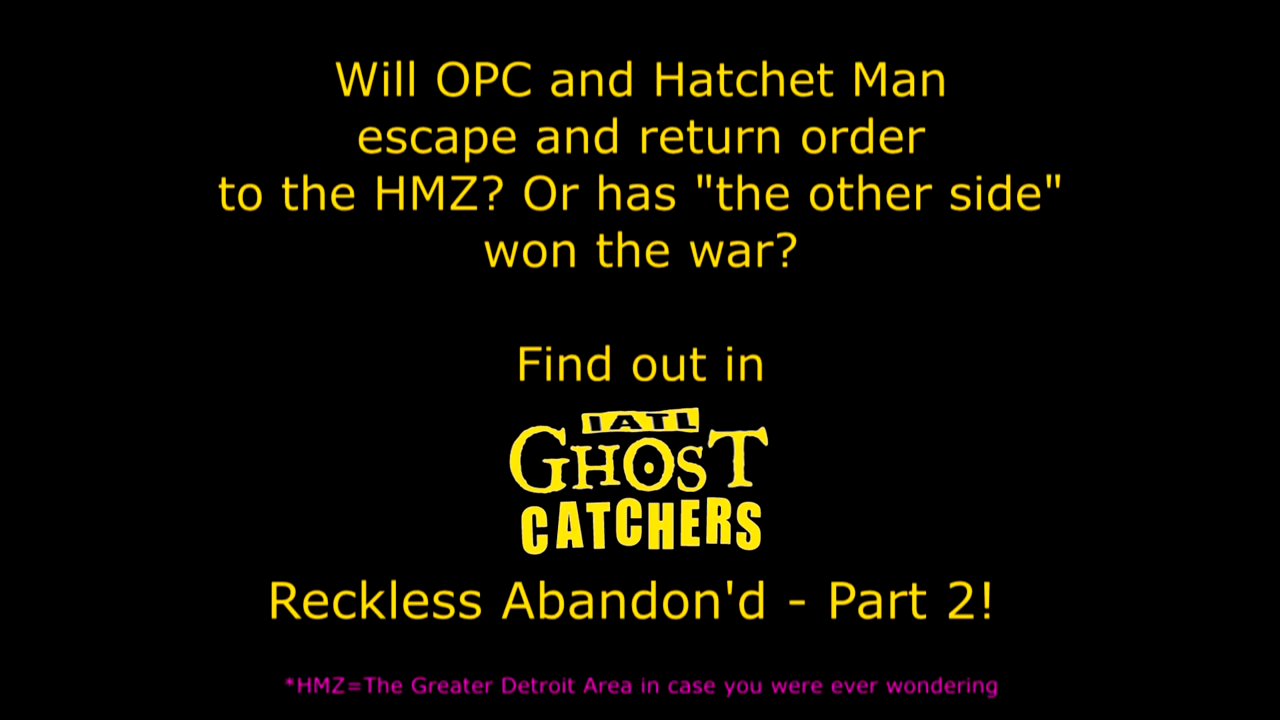 Will OPC and Hatchet Man
escape and return order
to the HMZ? Or has "the other side"
won the war?
Find out in
IATL
GHOST
CATCHERS
Reckless Abandon'd - Part 2!
*HMZ=The Greater Detroit Area in case you were ever wondering